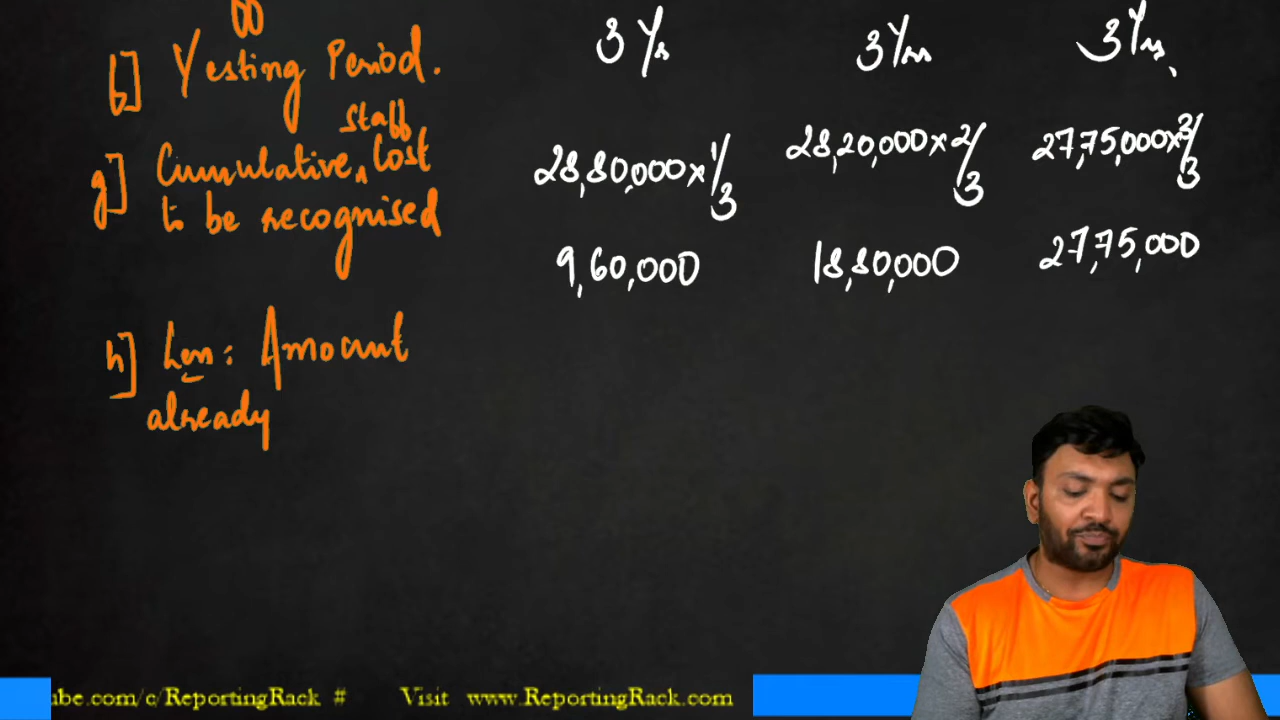 f] Vesting Period. 3 Yrs 3 Yrs 3 Yrs
staff
g] Cumulative ^ Cost 28,80,000 x 1/3 28,20,000 x 2/3 27,75,000 x 3/3
to be recognised
9,60,000 18,80,000 27,75,000
h] Less: Amount
already
ube.com/c/ReportingRack # Visit www.ReportingRack.com